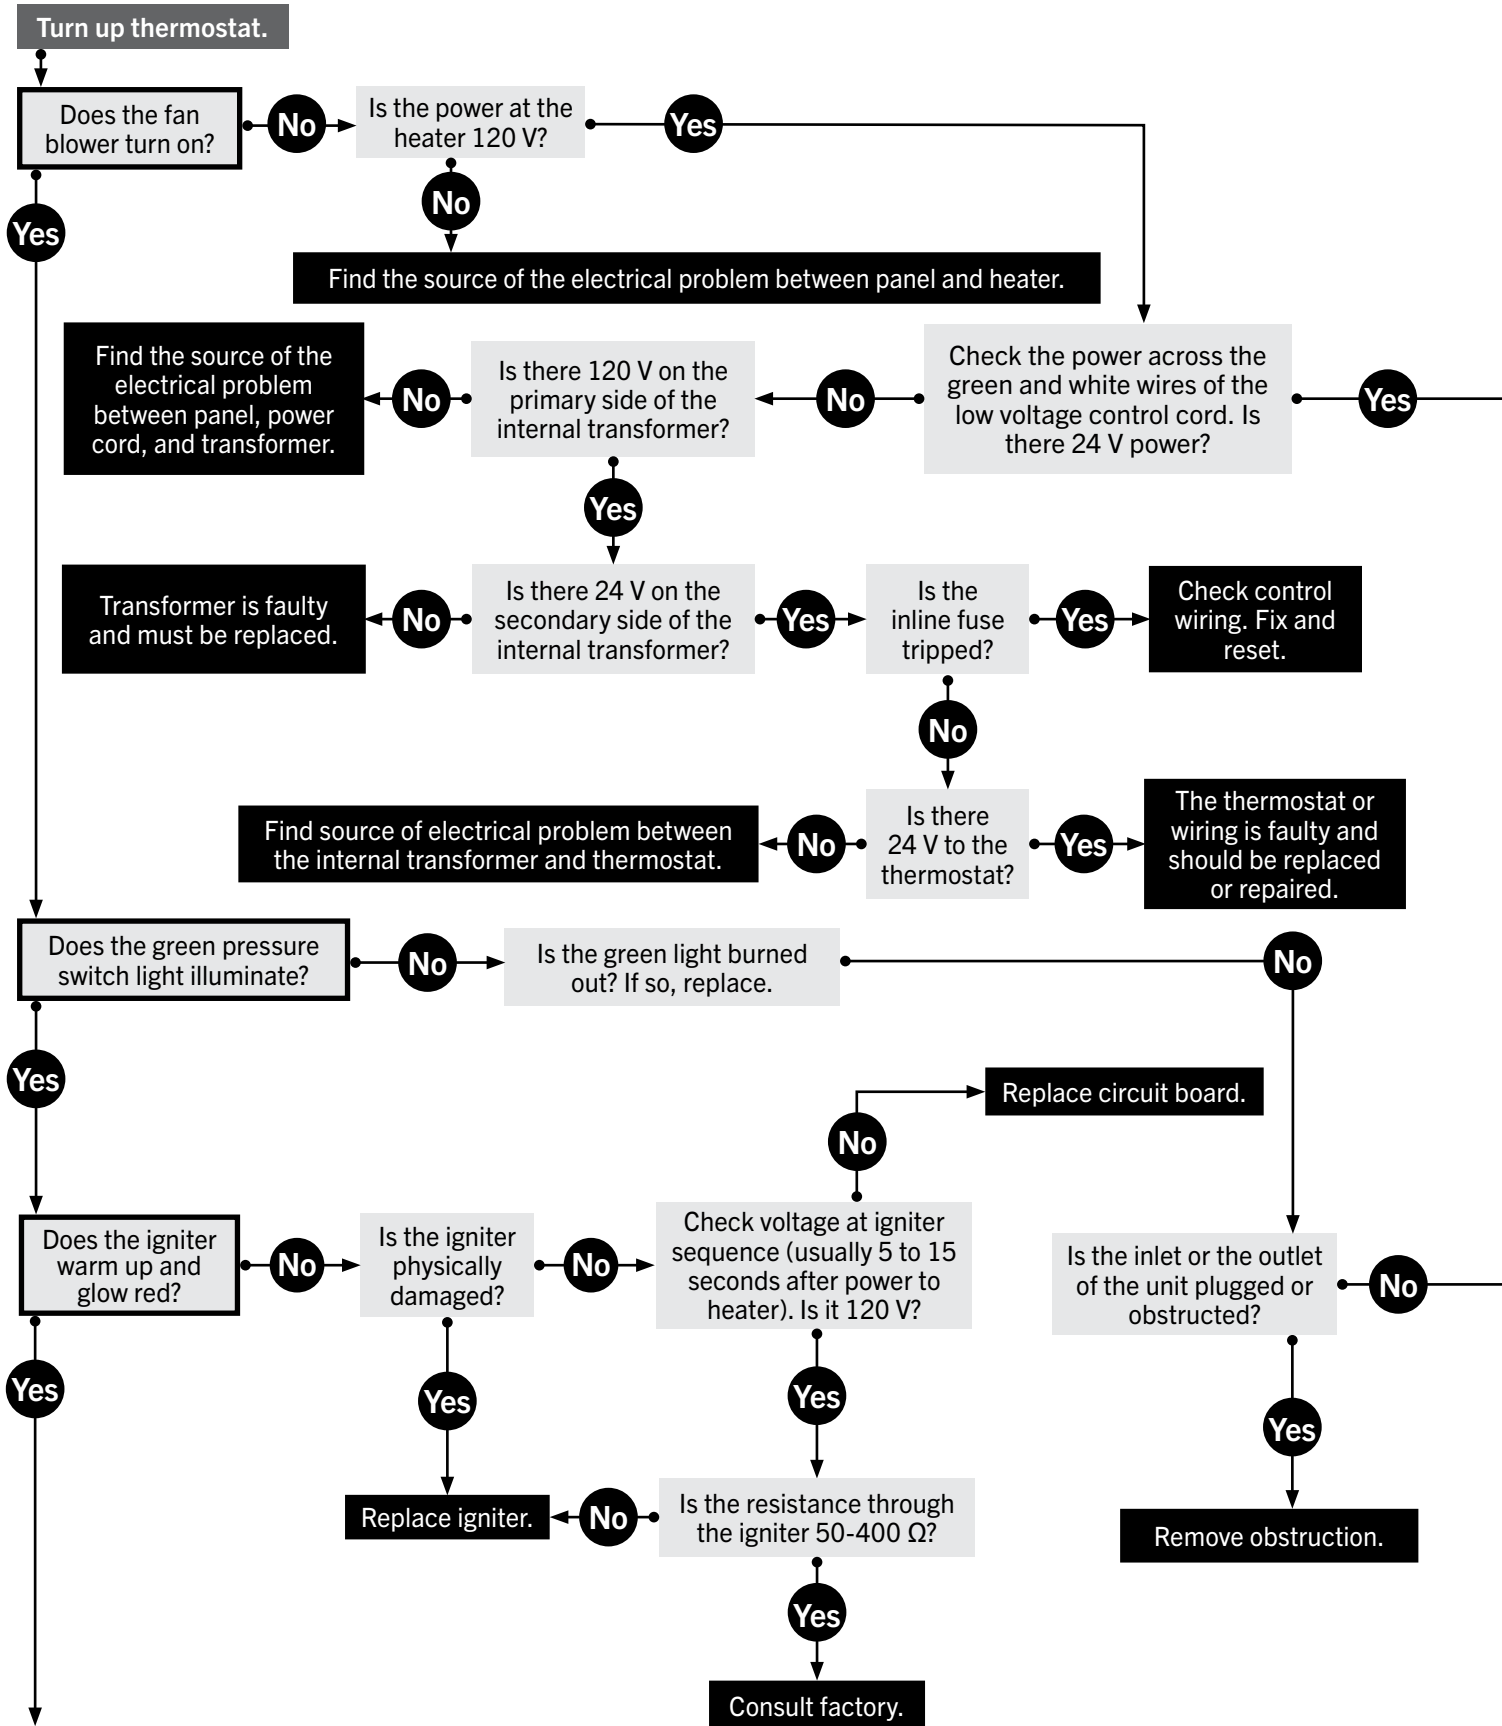 Turn up thermostat.
Does the fan
blower turn on?
No
Is the power at the
heater 120 V?
Yes
No
Yes
Find the source of the electrical problem between panel and heater.
Find the source of the
electrical problem
between panel, power
cord, and transformer.
No
Is there 120 V on the
primary side of the
internal transformer?
No
Check the power across the
green and white wires of the
low voltage control cord. Is
there 24 V power?
Yes
Yes
Transformer is faulty
and must be replaced.
No
Is there 24 V on the
secondary side of the
internal transformer?
Yes
Is the
inline fuse
tripped?
Yes
Check control
wiring. Fix and
reset.
No
Find source of electrical problem between
the internal transformer and thermostat.
No
Is there
24 V to the
thermostat?
Yes
The thermostat or
wiring is faulty and
should be replaced
or repaired.
Does the green pressure
switch light illuminate?
No
Is the green light burned
out? If so, replace.
No
Yes
Replace circuit board.
No
Does the igniter
warm up and
glow red?
No
Is the igniter
physically
damaged?
No
Check voltage at igniter
sequence (usually 5 to 15
seconds after power to
heater). Is it 120 V?
Is the inlet or the outlet
of the unit plugged or
obstructed?
No
Yes
Yes
Yes
Yes
Replace igniter.
No
Is the resistance through
the igniter 50-400 Ω?
Remove obstruction.
Yes
Consult factory.